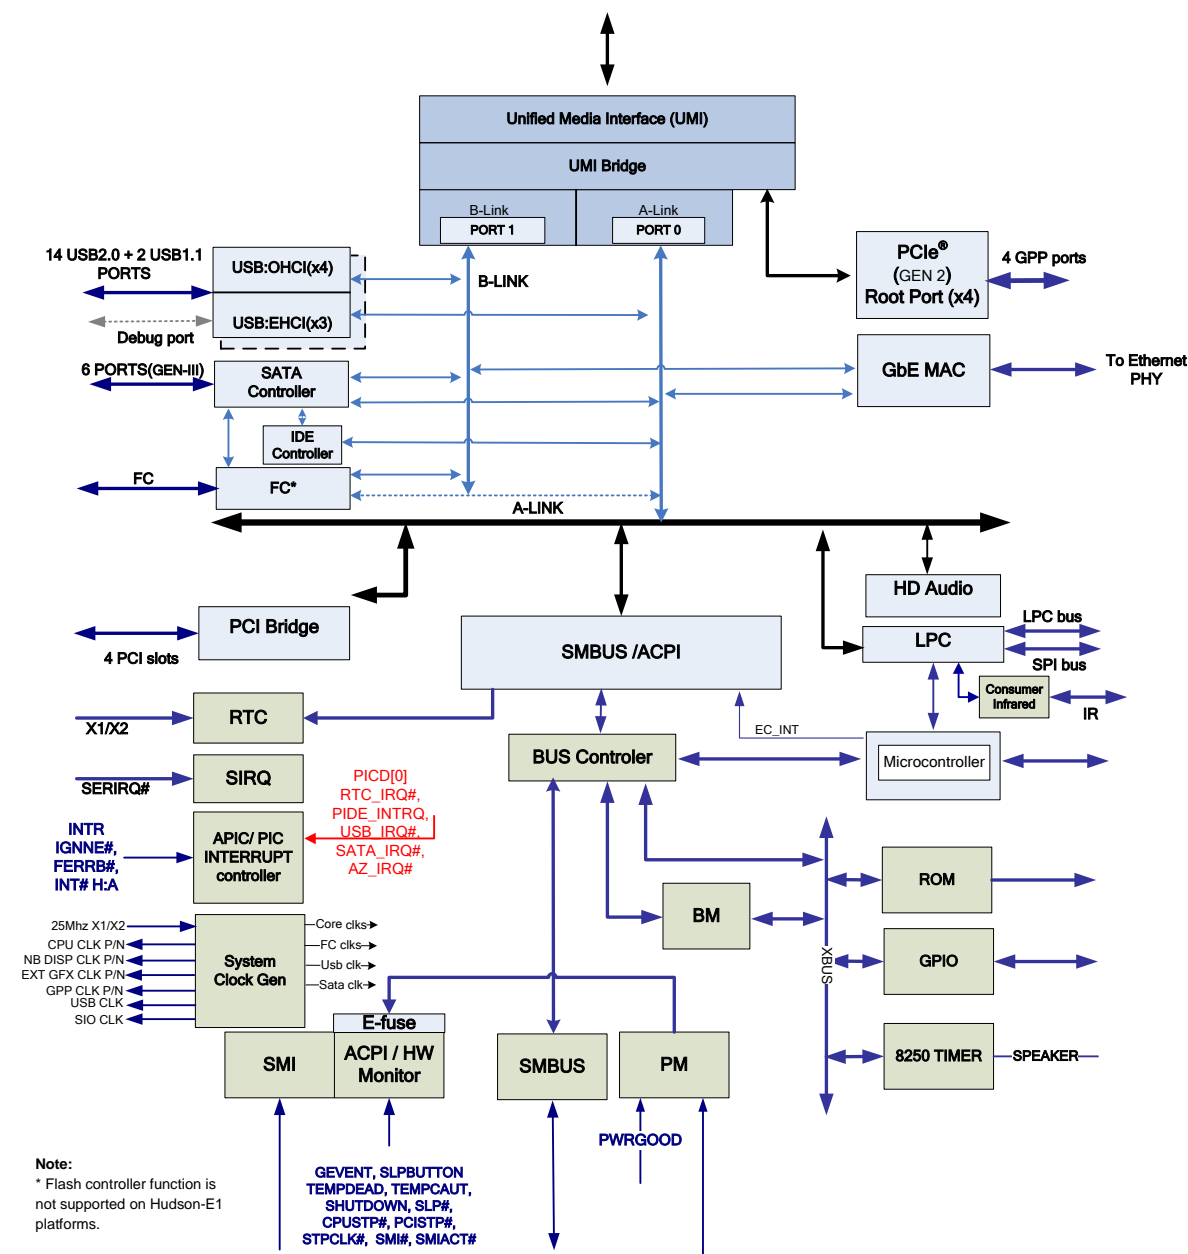 Unified Media Interface (UMI)
UMI Bridge
B-Link
PORT 1
A-Link
PORT 0
14 USB2.0 + 2 USB1.1
PORTS
USB:OHCI(x4)
USB:EHCI(x3)
Debug port
B-LINK
PCIe®
(GEN 2)
Root Port (x4)
4 GPP ports
6 PORTS(GEN-III)
SATA
Controller
GbE MAC
To Ethernet
PHY
IDE
Controller
FC
FC*
A-LINK
HD Audio
PCI Bridge
4 PCI slots
SMBUS /ACPI
LPC
LPC bus
SPI bus
Consumer
Infrared
IR
RTC
X1/X2
EC_INT
BUS Controler
Microcontroller
SIRQ
SERIRQ#
PICD[0]
RTC_IRQ#,
PIDE_INTRQ,
USB_IRQ#,
SATA_IRQ#,
AZ_IRQ#
INTR
IGNNE#,
FERRB#,
INT# H:A
APIC/ PIC
INTERRUPT
controller
ROM
BM
XBUS
GPIO
25Mhz X1/X2
CPU CLK P/N
NB DISP CLK P/N
EXT GFX CLK P/N
GPP CLK P/N
USB CLK
SIO CLK
System
Clock Gen
Core clks
FC clks
Usb clk
Sata clk
E-fuse
SMI
ACPI / HW
Monitor
SMBUS
PM
8250 TIMER
SPEAKER
PWRGOOD
Note:
* Flash controller function is
not supported on Hudson-E1
platforms.
GEVENT, SLPBUTTON
TEMPDEAD, TEMPCAUT,
SHUTDOWN, SLP#,
CPUSTP#, PCISTP#,
STPCLK#, SMI#, SMIACT#